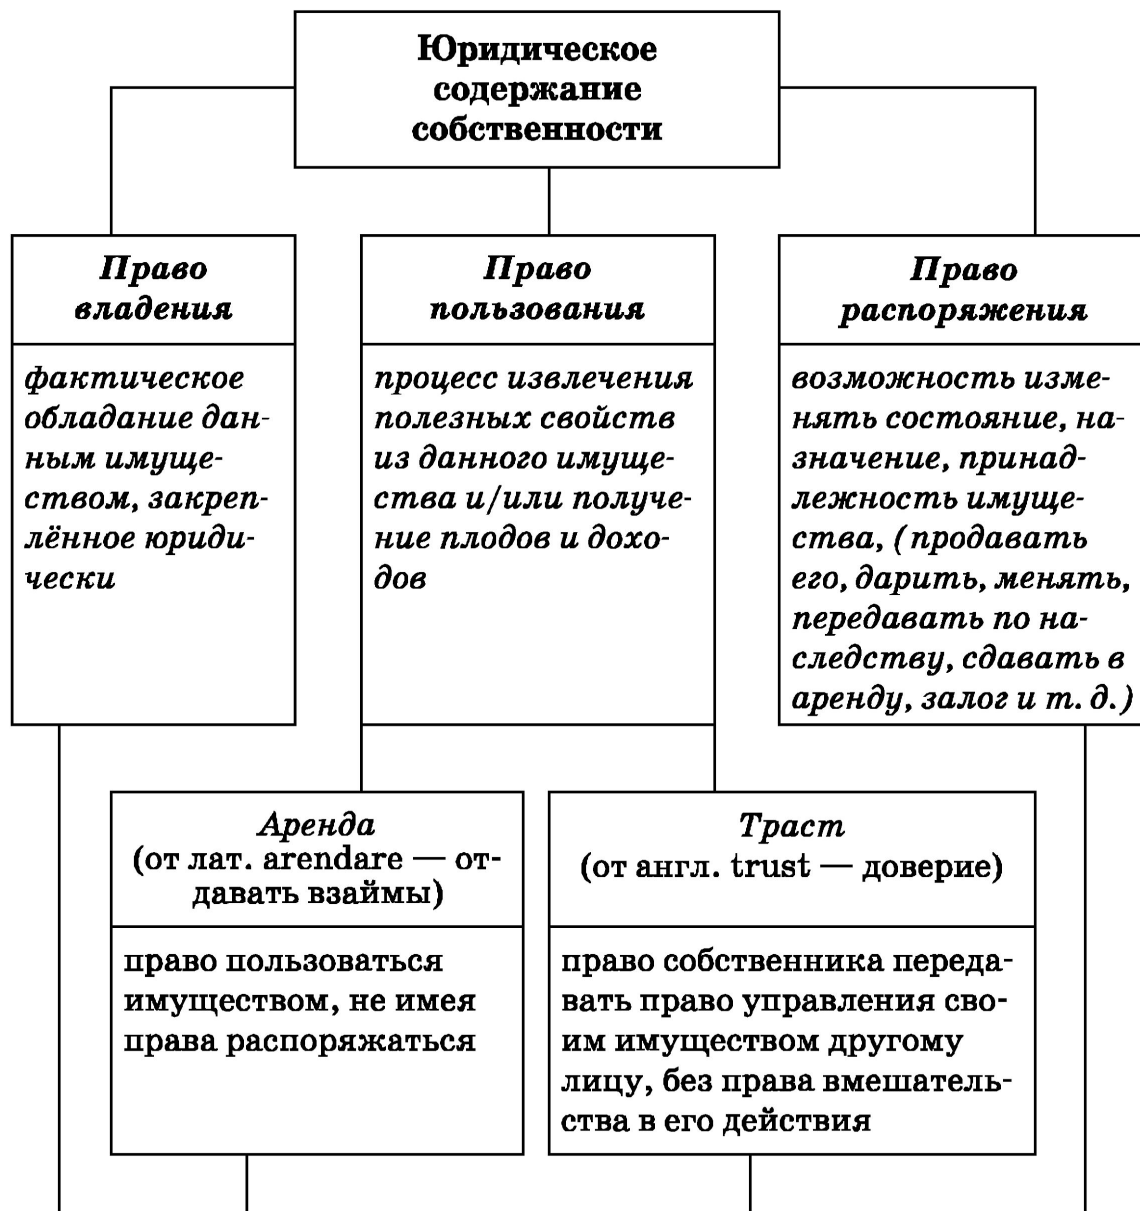 Юридическое
содержание
собственности
Право
владения
фактическое
обладание дан-
ным имуще-
ством, закреп-
лённое юриди-
чески
Право
пользования
процесс извлечения
полезных свойств
из данного имуще-
ства и/или получе-
ние плодов и дохо-
дов
Право
распоряжения
возможность изме-
нять состояние, на-
значение, принад-
лежность имуще-
ства, (продавать
его, дарить, менять,
передавать по на-
следству, сдавать в
аренду, залог и т. д.)
Аренда
(от лат. arendare — от-
давать взаймы)
право пользоваться
имуществом, не имея
права распоряжаться
Траст
(от англ. trust — доверие)
право собственника переда-
вать право управления сво-
им имуществом другому
лицу, без права вмешатель-
ства в его действия